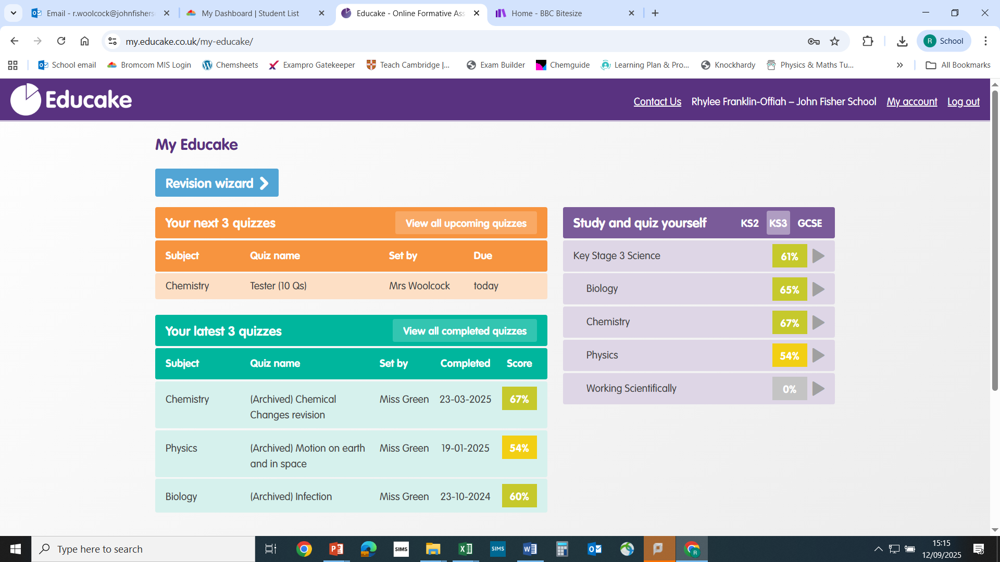 Email - r.woolcock@johnfishers
My Dashboard | Student List
Educake - Online Formative Ass
Home - BBC Bitesize
my.educake.co.uk/my-educake/
R School
School email
Bromcom MIS Login
Chemsheets
Exampro Gatekeeper
Teach Cambridge |...
Exam Builder
Chemguide
Learning Plan & Pro...
Knockhardy
Physics & Maths Tu...
All Bookmarks
Educake
Contact Us Rhylee Franklin-Offiah – John Fisher School My account Log out
My Educake
Revision wizard
Your next 3 quizzes View all upcoming quizzes
Subject Quiz name Set by Due
Chemistry Tester (10 Qs) Mrs Woolcock today
Your latest 3 quizzes View all completed quizzes
Subject Quiz name Set by Completed Score
Chemistry (Archived) Chemical Miss Green 23-03-2025 67%
Changes revision
Physics (Archived) Motion on earth Miss Green 19-01-2025 54%
and in space
Biology (Archived) Infection Miss Green 23-10-2024 60%
Study and quiz yourself KS2 KS3 GCSE
Key Stage 3 Science 61%
Biology 65%
Chemistry 67%
Physics 54%
Working Scientifically 0%
Type here to search
SIMS
SIMS
15:15
12/09/2025